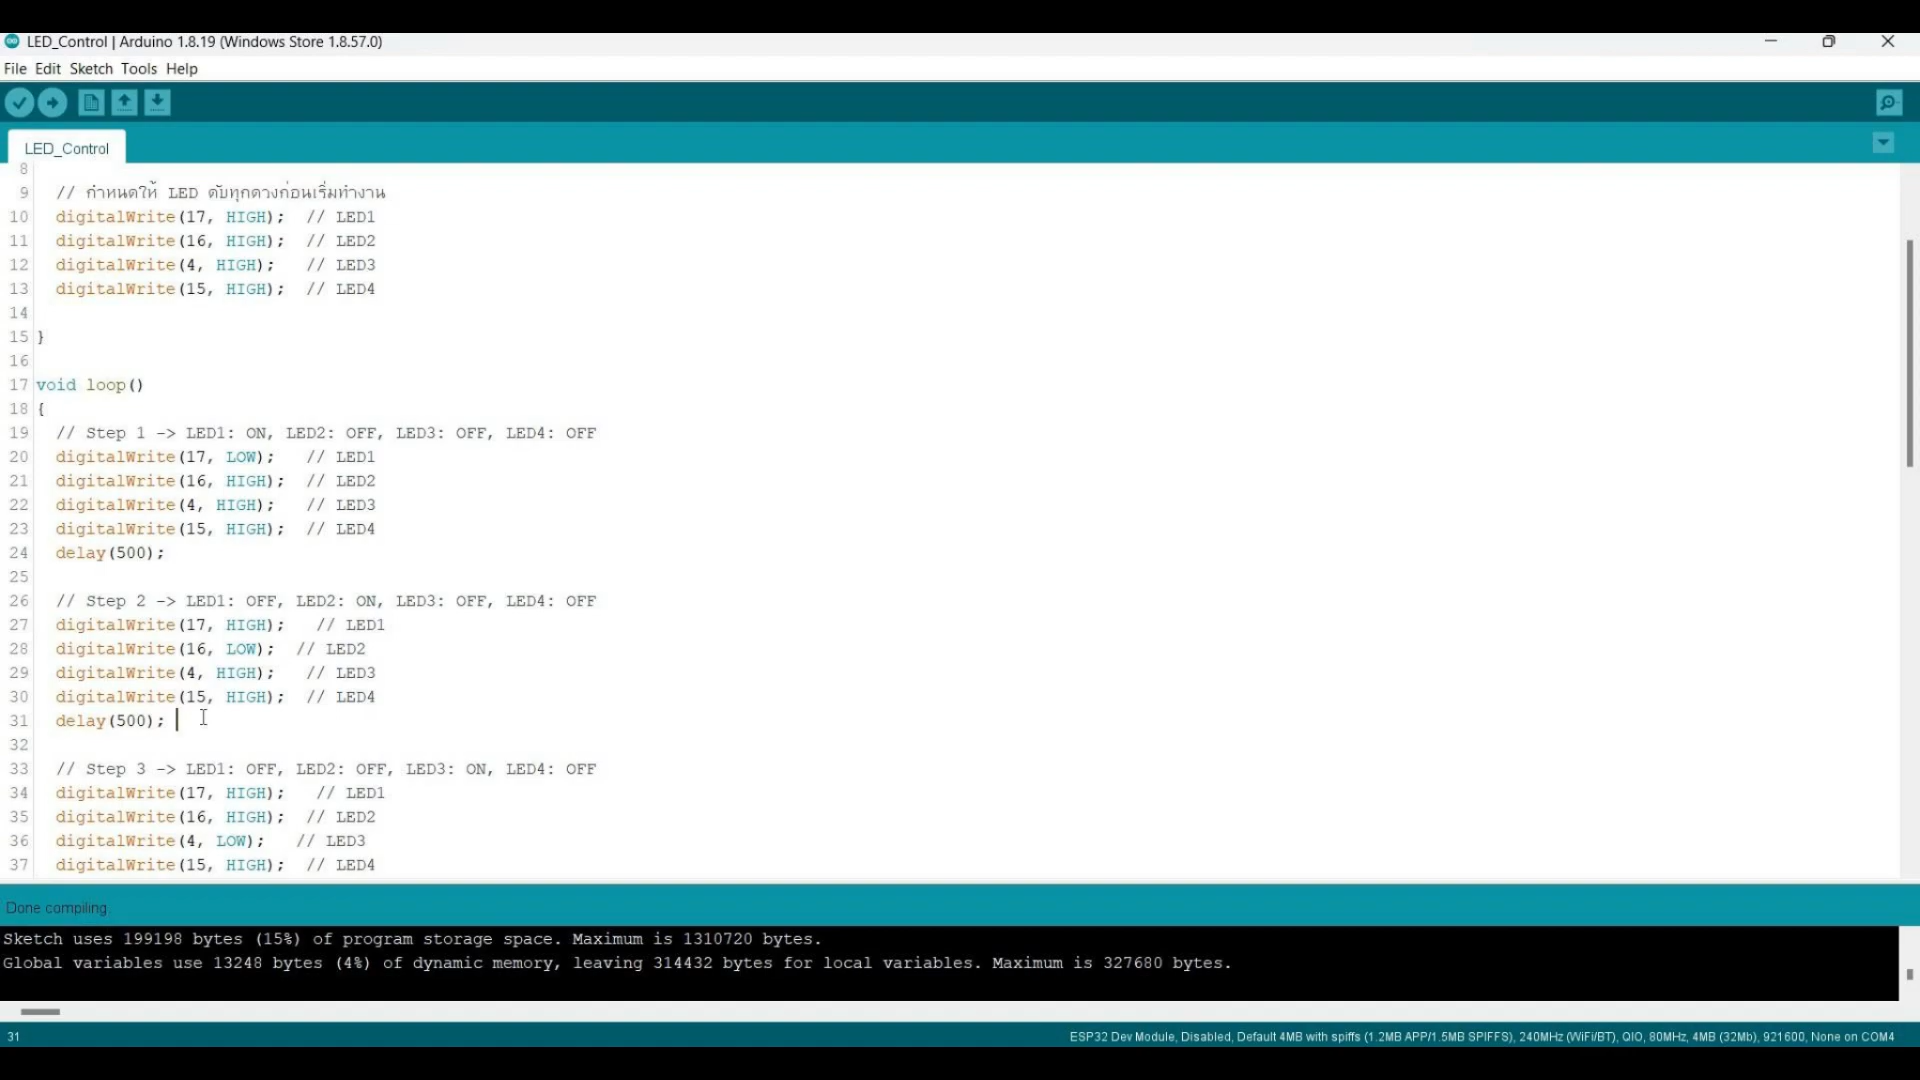 LED_Control | Arduino 1.8.19 (Windows Store 1.8.57.0)
File Edit Sketch Tools Help
LED_Control
8
9 // กำหนดให้ LED ดับทุกดวงก่อนเริ่มทำงาน
10 digitalWrite(17, HIGH); // LED1
11 digitalWrite(16, HIGH); // LED2
12 digitalWrite(4, HIGH); // LED3
13 digitalWrite(15, HIGH); // LED4
14
15 }
16
17 void loop()
18 {
19 // Step 1 -> LED1: ON, LED2: OFF, LED3: OFF, LED4: OFF
20 digitalWrite(17, LOW); // LED1
21 digitalWrite(16, HIGH); // LED2
22 digitalWrite(4, HIGH); // LED3
23 digitalWrite(15, HIGH); // LED4
24 delay(500);
25
26 // Step 2 -> LED1: OFF, LED2: ON, LED3: OFF, LED4: OFF
27 digitalWrite(17, HIGH); // LED1
28 digitalWrite(16, LOW); // LED2
29 digitalWrite(4, HIGH); // LED3
30 digitalWrite(15, HIGH); // LED4
31 delay(500);
32
33 // Step 3 -> LED1: OFF, LED2: OFF, LED3: ON, LED4: OFF
34 digitalWrite(17, HIGH); // LED1
35 digitalWrite(16, HIGH); // LED2
36 digitalWrite(4, LOW); // LED3
37 digitalWrite(15, HIGH); // LED4
Done compiling.
Sketch uses 199198 bytes (15%) of program storage space. Maximum is 1310720 bytes.
Global variables use 13248 bytes (4%) of dynamic memory, leaving 314432 bytes for local variables. Maximum is 327680 bytes.
31 ESP32 Dev Module, Disabled, Default 4MB with spiffs (1.2MB APP/1.5MB SPIFFS), 240MHz (WiFi/BT), QIO, 80MHz, 4MB (32Mb), 921600, None on COM4